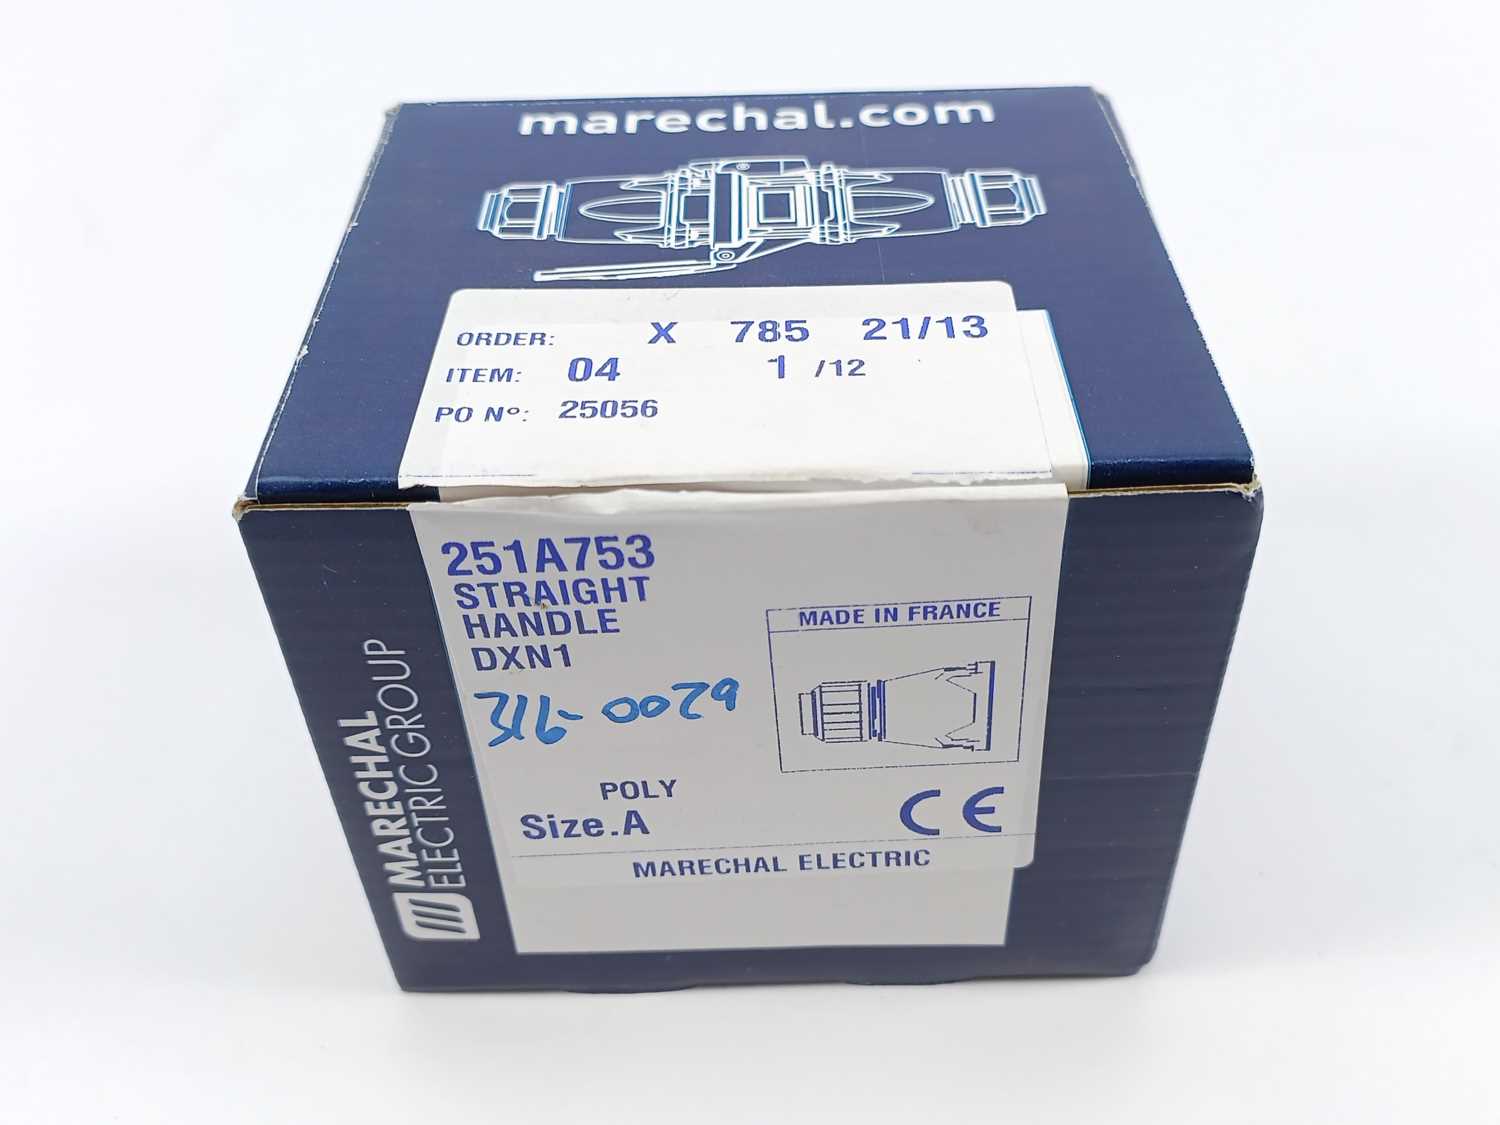 marechal.com
ORDER: X 785 21/13
ITEM: 04 1 /12
PO Nº: 25056
251A753
STRAIGHT
HANDLE
DXN1
316-0029
MADE IN FRANCE
POLY
Size.A
CE
MARECHAL ELECTRIC
MARECHAL
ELECTRIC GROUP